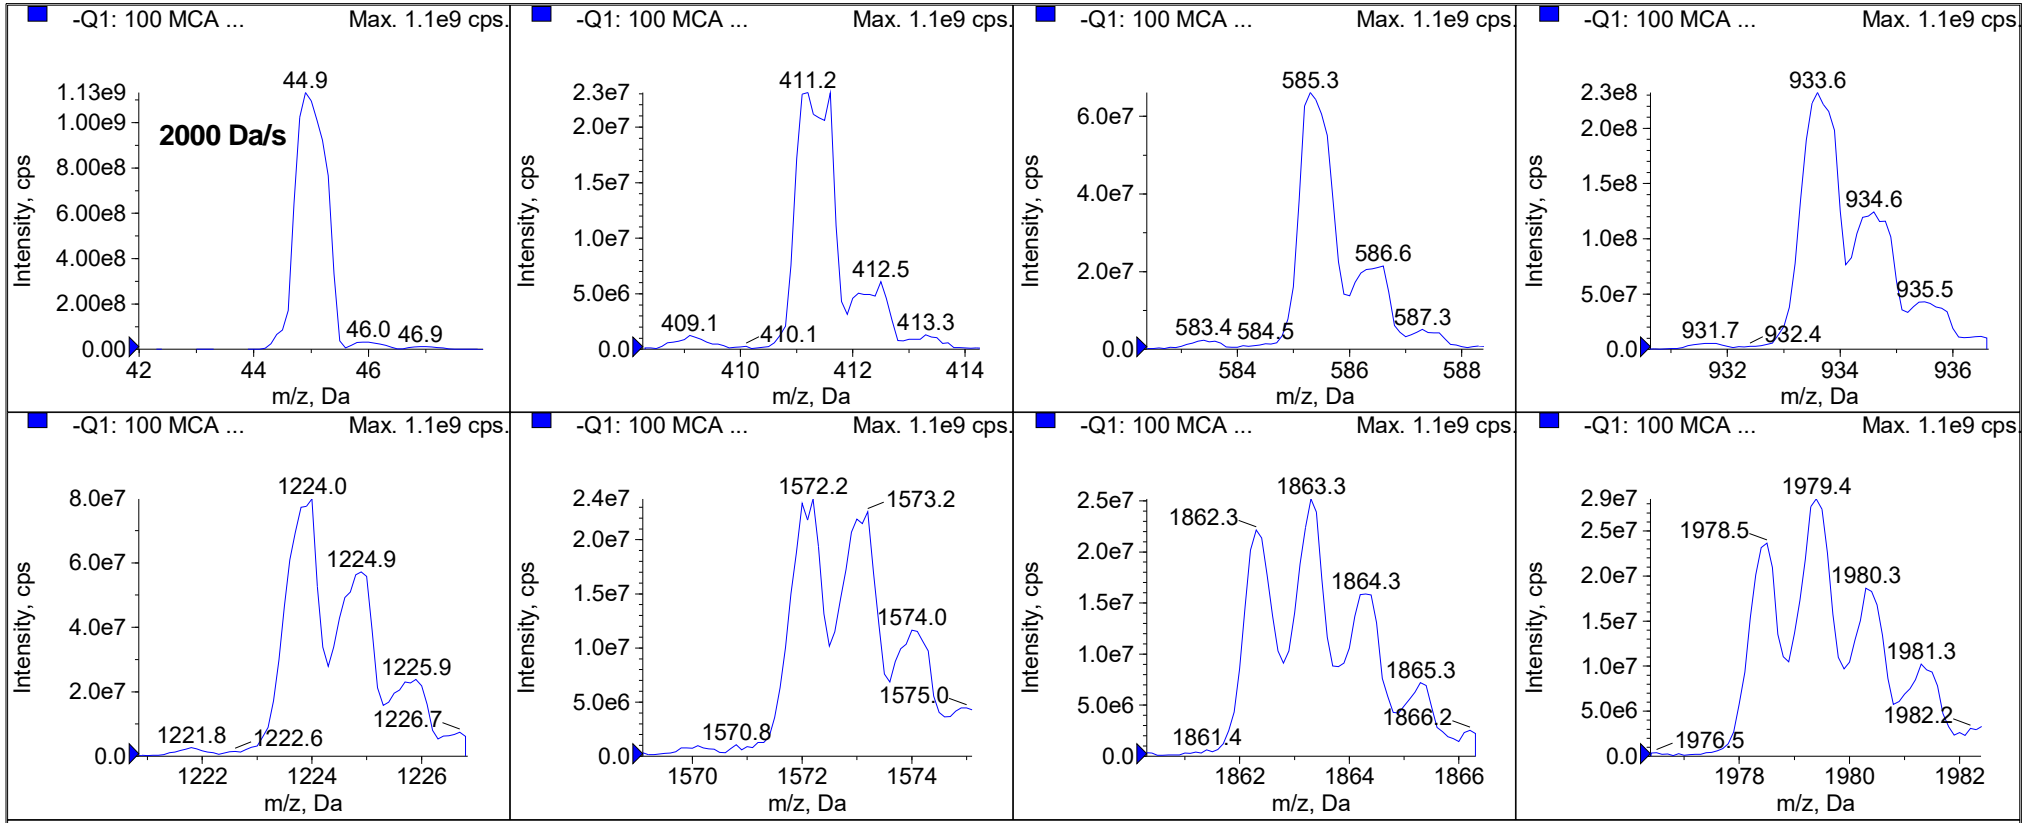 -Q1: 100 MCA ... Max. 1.1e9 cps.
44.9
1.13e9
1.00e9
8.00e8
6.00e8
4.00e8
2.00e8
0.00
2000 Da/s
46.0 46.9
42 44 46
m/z, Da
Intensity, cps
-Q1: 100 MCA ... Max. 1.1e9 cps.
411.2
2.3e7
2.0e7
1.5e7
1.0e7
5.0e6
0.0
412.5
409.1 410.1 413.3
410 412 414
m/z, Da
Intensity, cps
-Q1: 100 MCA ... Max. 1.1e9 cps.
585.3
6.0e7
4.0e7
2.0e7
0.0
586.6
583.4 584.5 587.3
584 586 588
m/z, Da
Intensity, cps
-Q1: 100 MCA ... Max. 1.1e9 cps.
933.6
2.3e8
2.0e8
1.5e8
1.0e8
5.0e7
0.0
934.6
935.5
931.7 932.4
932 934 936
m/z, Da
Intensity, cps
-Q1: 100 MCA ... Max. 1.1e9 cps.
1224.0
8.0e7
6.0e7
4.0e7
2.0e7
0.0
1224.9
1225.9
1226.7
1221.8 1222.6
1222 1224 1226
m/z, Da
Intensity, cps
-Q1: 100 MCA ... Max. 1.1e9 cps.
1572.2
1573.2
2.4e7
2.0e7
1.5e7
1.0e7
5.0e6
0.0
1574.0
1575.0
1570.8
1570 1572 1574
m/z, Da
Intensity, cps
-Q1: 100 MCA ... Max. 1.1e9 cps.
1863.3
1862.3
2.5e7
2.0e7
1.5e7
1.0e7
5.0e6
0.0
1864.3
1865.3
1866.2
1861.4
1862 1864 1866
m/z, Da
Intensity, cps
-Q1: 100 MCA ... Max. 1.1e9 cps.
1979.4
1978.5
2.9e7
2.5e7
2.0e7
1.5e7
1.0e7
5.0e6
0.0
1980.3
1981.3
1982.2
1976.5
1978 1980 1982
m/z, Da
Intensity, cps